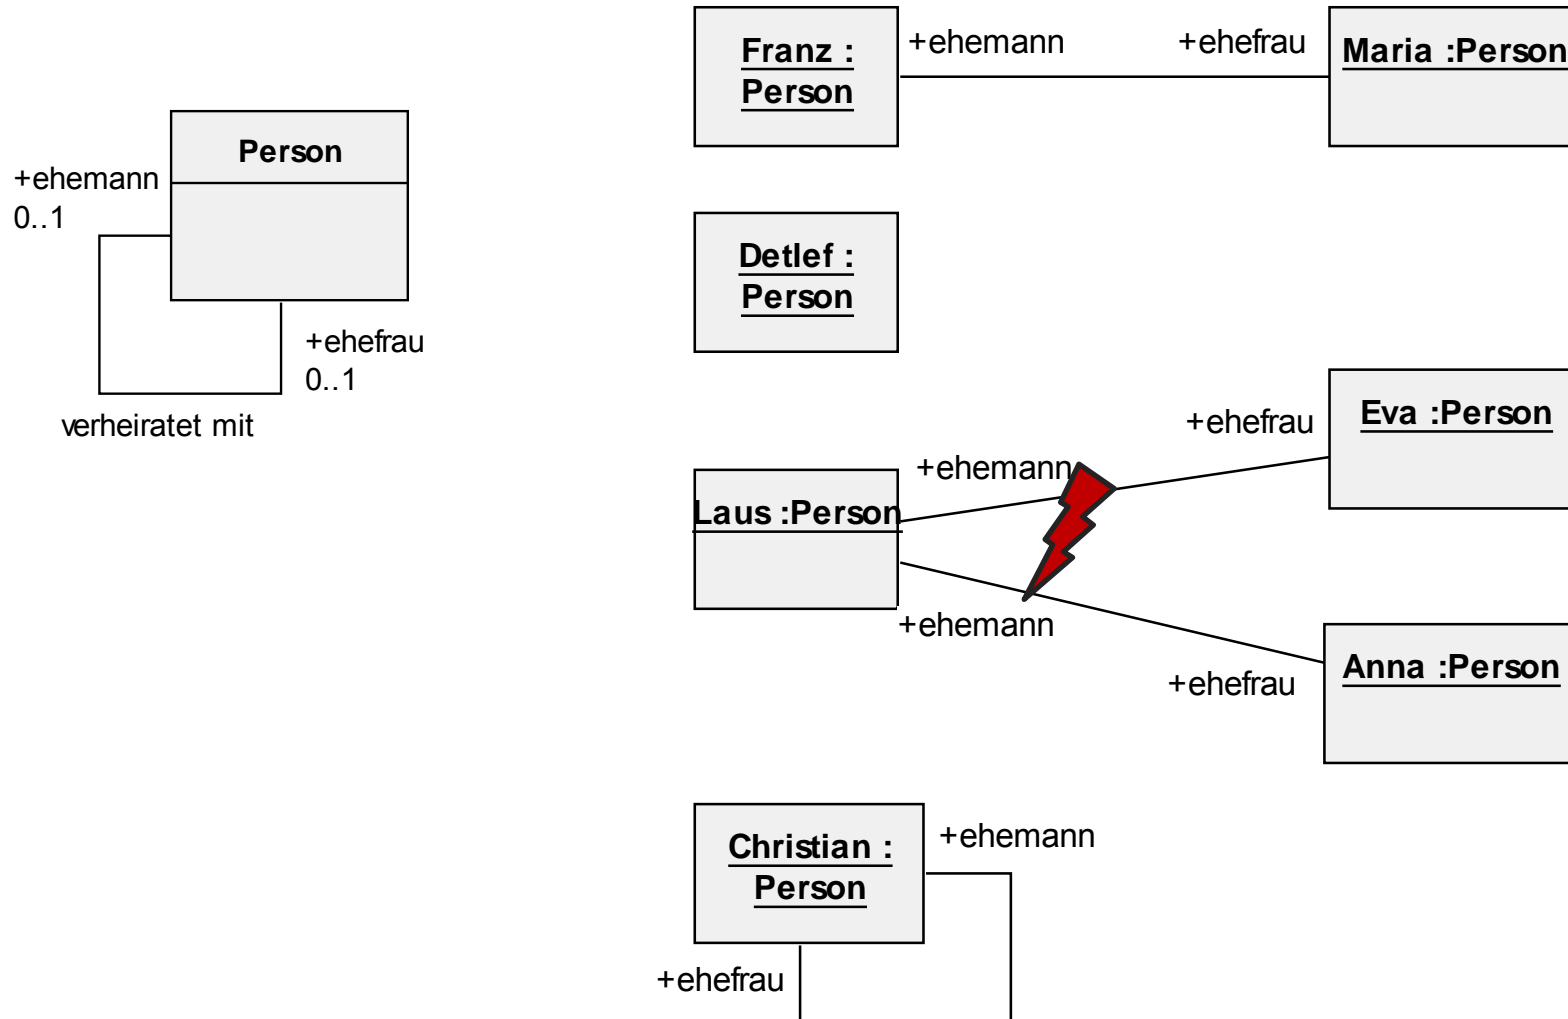 Person
+ehemann
0..1
+ehefrau
0..1
verheiratet mit
Franz :
Person
+ehemann
+ehefrau
Maria :Person
Detlef :
Person
Laus :Person
+ehemann
+ehefrau
Eva :Person
+ehemann
+ehefrau
Anna :Person
Christian :
Person
+ehemann
+ehefrau